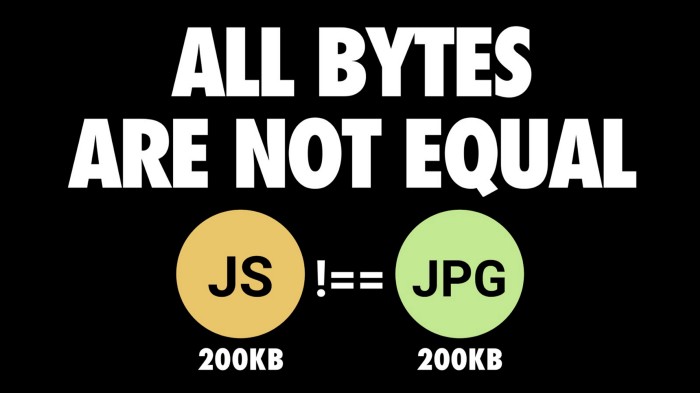 ALL BYTES
ARE NOT EQUAL
JS !== JPG
200KB 200KB